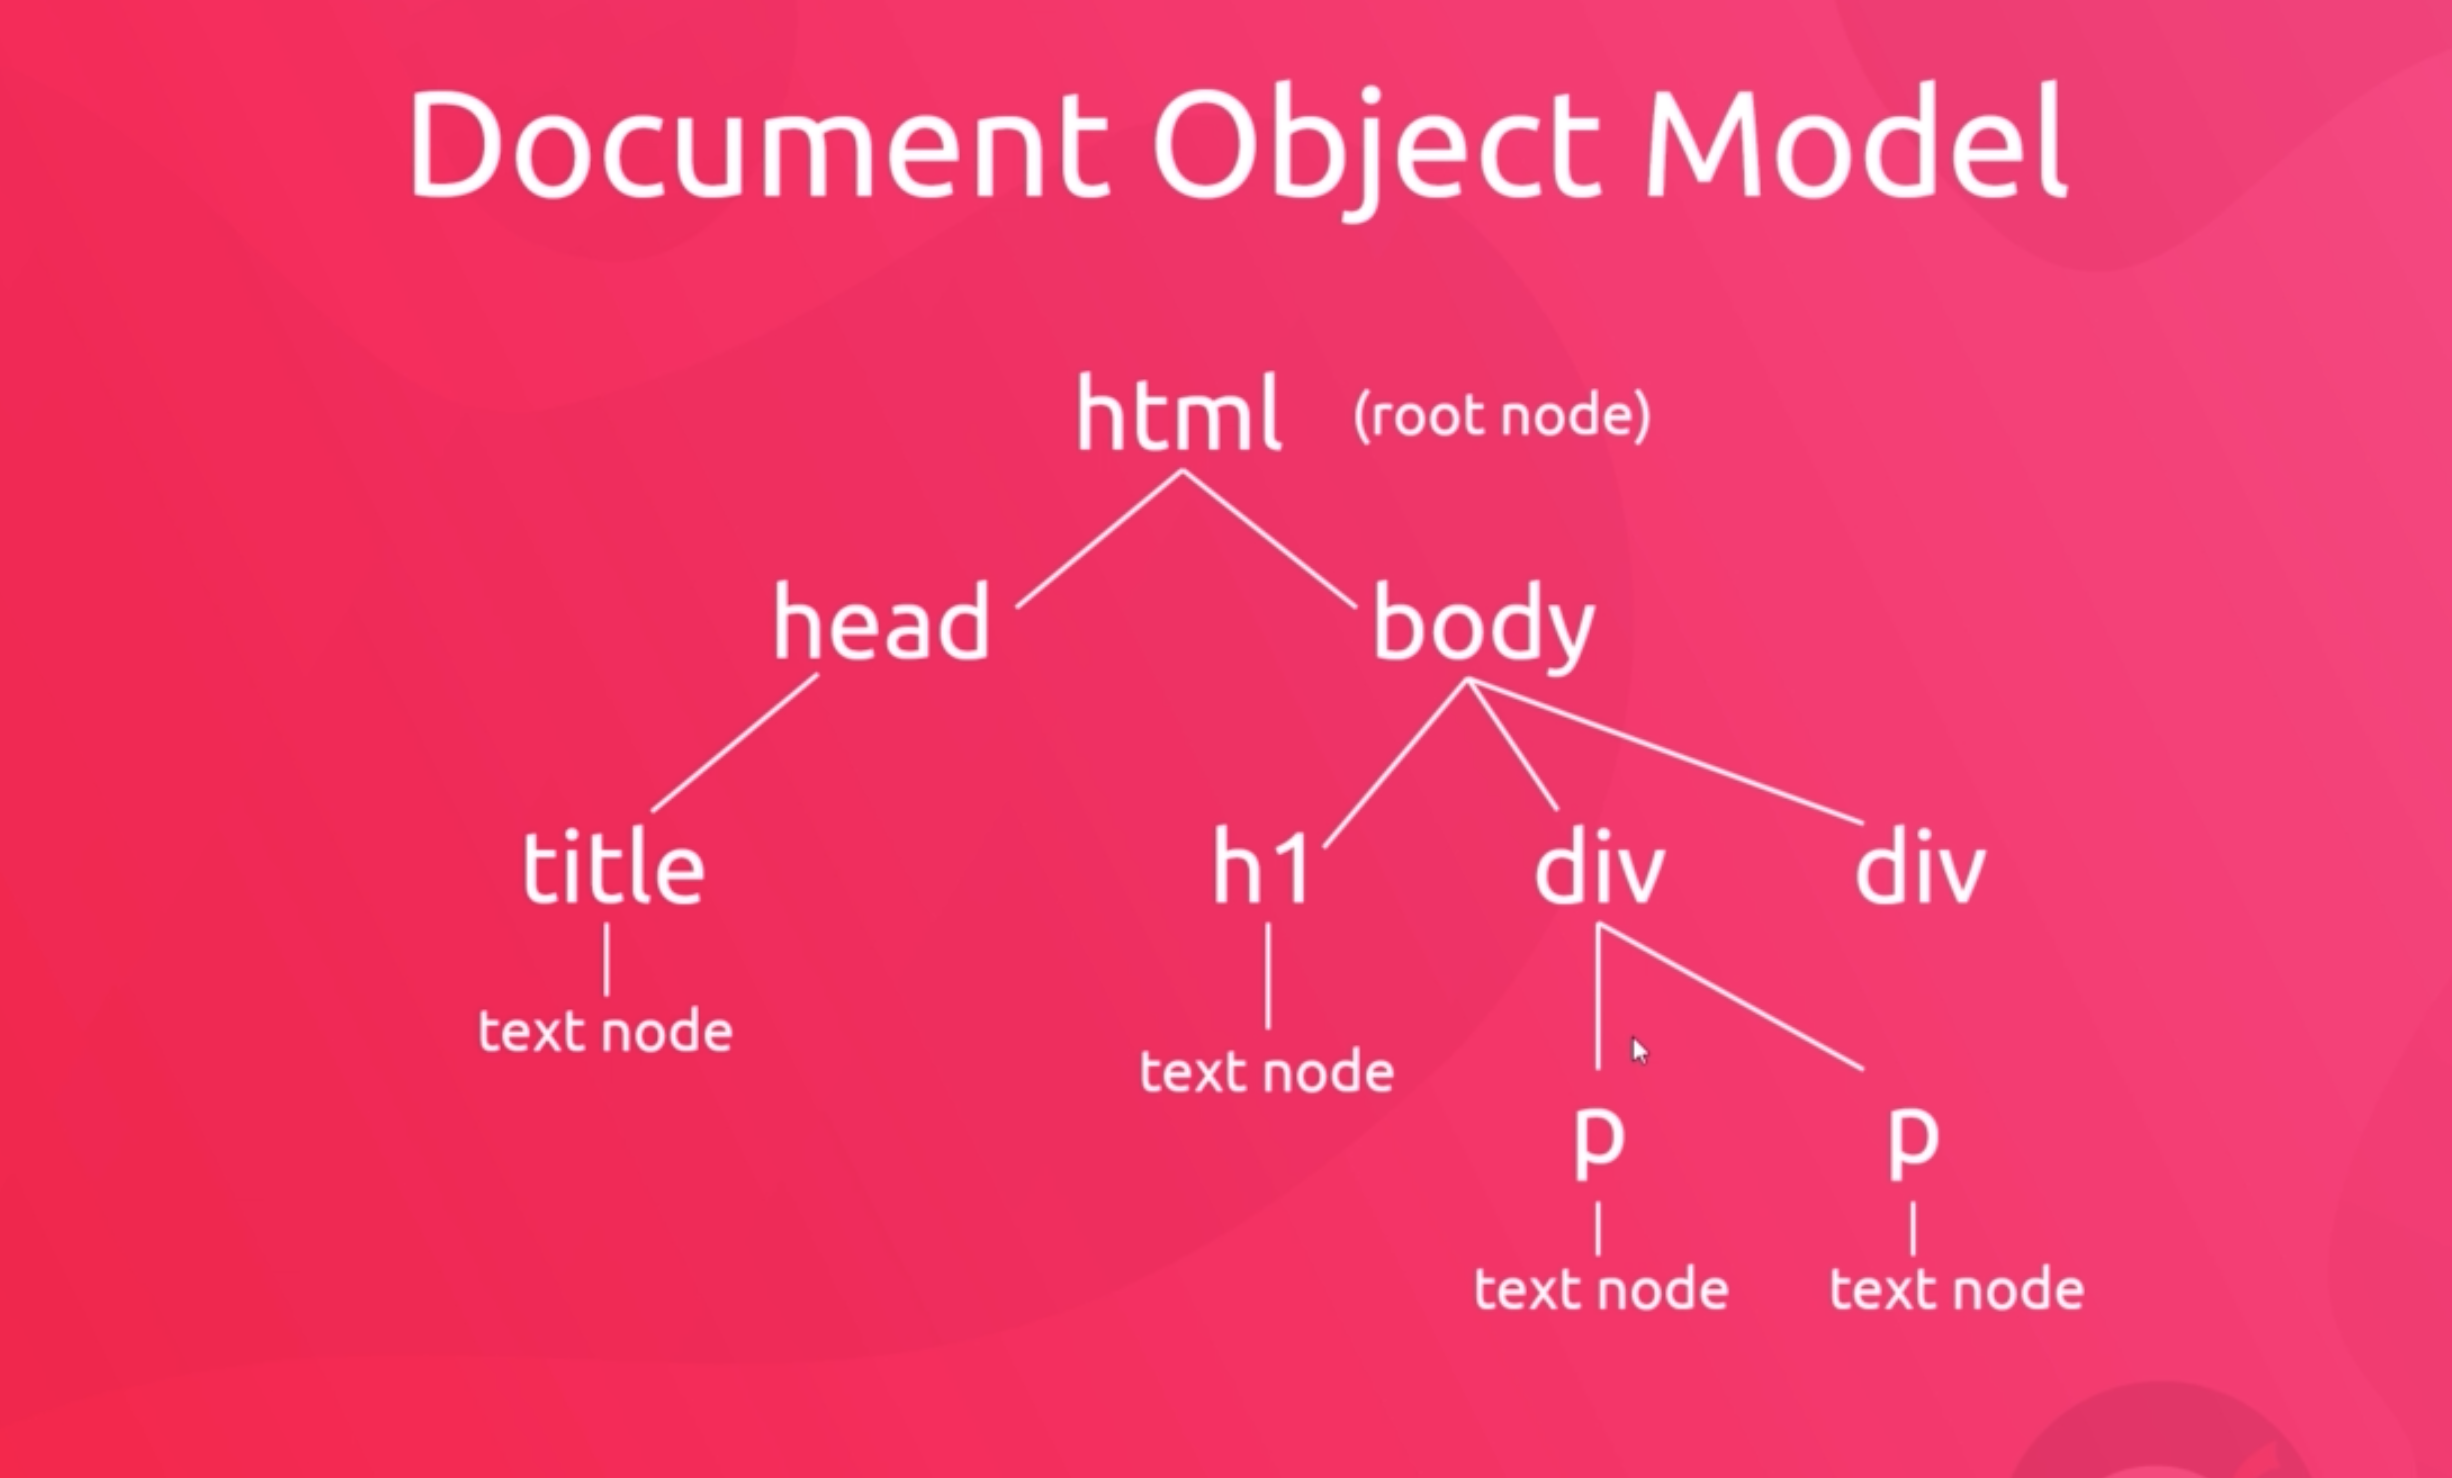 Document Object Model
html (root node)
head body
title h1 div div
text node
text node
p p
text node text node